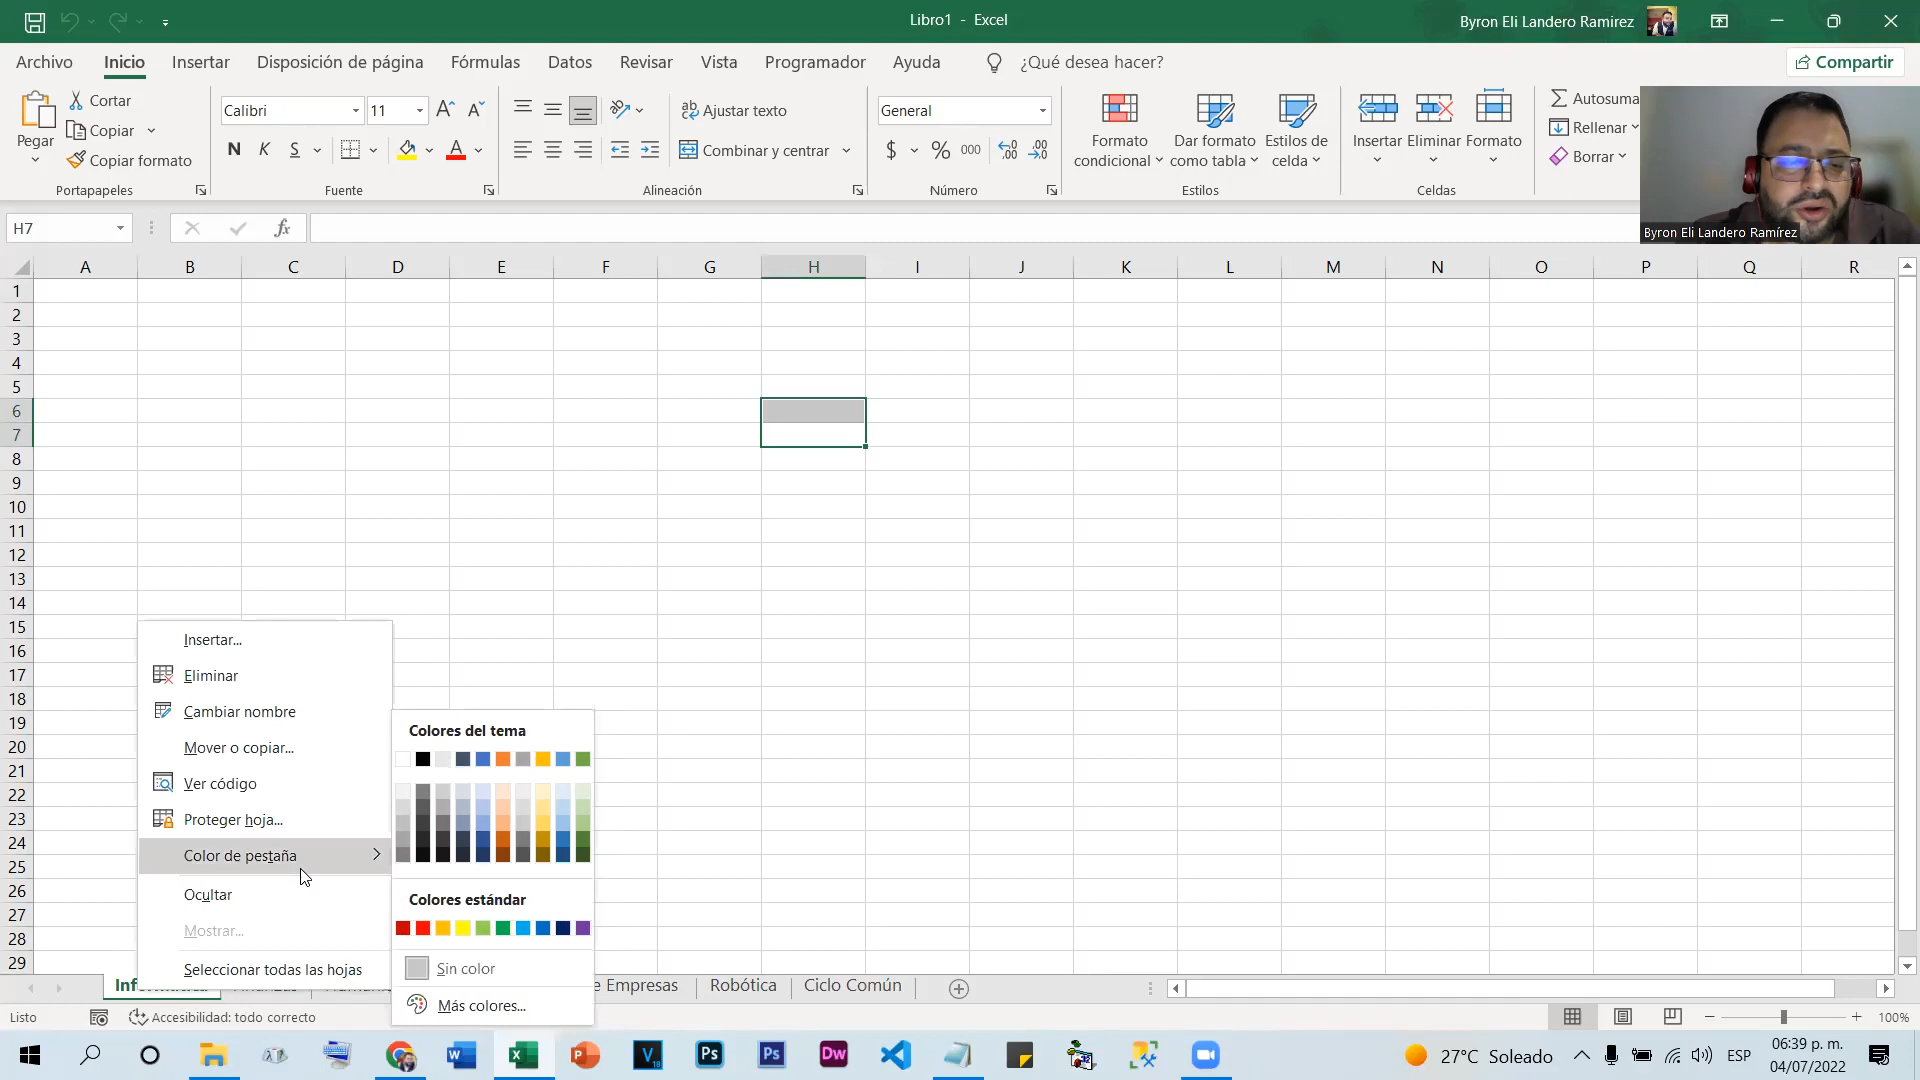 Libro1 - Excel
Byron Eli Landero Ramirez
Archivo Inicio Insertar Disposición de página Fórmulas Datos Revisar Vista Programador Ayuda ¿Qué desea hacer? Compartir
Pegar
Cortar
Copiar
Copiar formato
Portapapeles
Calibri 11
N K S
Fuente
Ajustar texto
Combinar y centrar
Alineación
General
$ % 000
Número
Formato condicional
Dar formato como tabla
Estilos de celda
Estilos
Insertar Eliminar Formato
Celdas
Autosuma
Rellenar
Borrar
Byron Eli Landero Ramírez
H7
fx
A B C D E F G H I J K L M N O P Q R
1
2
3
4
5
6
7
8
9
10
11
12
13
14
15
16
17
18
19
20
21
22
23
24
25
26
27
28
29
Insertar...
Eliminar
Cambiar nombre
Mover o copiar...
Ver código
Proteger hoja...
Color de pestaña
Ocultar
Mostrar...
Seleccionar todas las hojas
Colores del tema
Colores estándar
Sin color
Más colores...
e Empresas Robótica Ciclo Común
Listo Accesibilidad: todo correcto 100%
27°C Soleado ESP 06:39 p. m.
04/07/2022